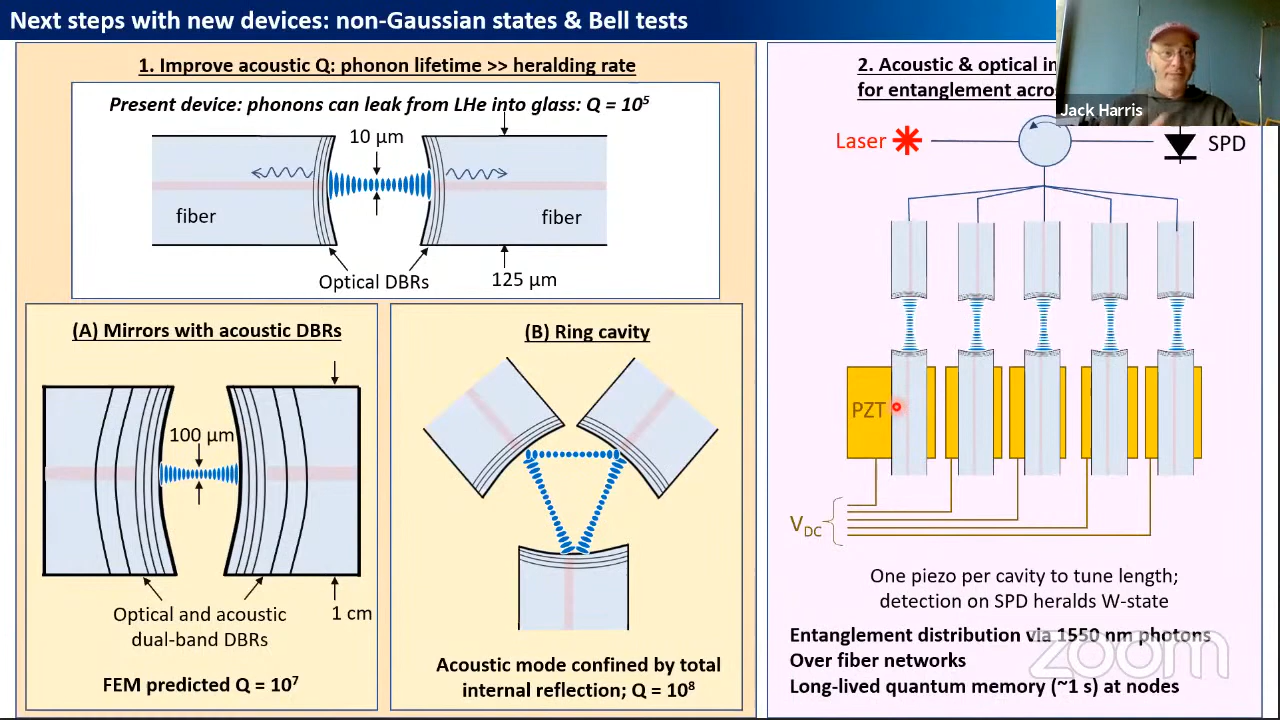 Next steps with new devices: non-Gaussian states & Bell tests
1. Improve acoustic Q: phonon lifetime >> heralding rate
Present device: phonons can leak from LHe into glass: Q = 10⁵
10 µm
fiber
fiber
Optical DBRs
125 µm
(A) Mirrors with acoustic DBRs
100 µm
Optical and acoustic
dual-band DBRs
1 cm
FEM predicted Q = 10⁷
(B) Ring cavity
Acoustic mode confined by total
internal reflection; Q = 10⁸
2. Acoustic & optical
for entanglement
Jack Harris
Laser
SPD
PZT
V_DC
One piezo per cavity to tune length;
detection on SPD heralds W-state
Entanglement distribution via 1550 nm photons
Over fiber networks
Long-lived quantum memory (~1 s) at nodes
zoom